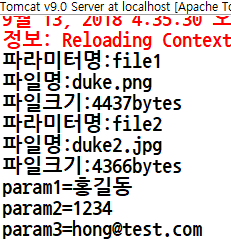 Tomcat v9.0 Server at localhost [Apache To
9월 13, 2018 4:35:30 오
정보: Reloading Context
파라미터명:file1
파일명:duke.png
파일크기:4437bytes
파라미터명:file2
파일명:duke2.jpg
파일크기:4366bytes
param1=홍길동
param2=1234
param3=hong@test.com